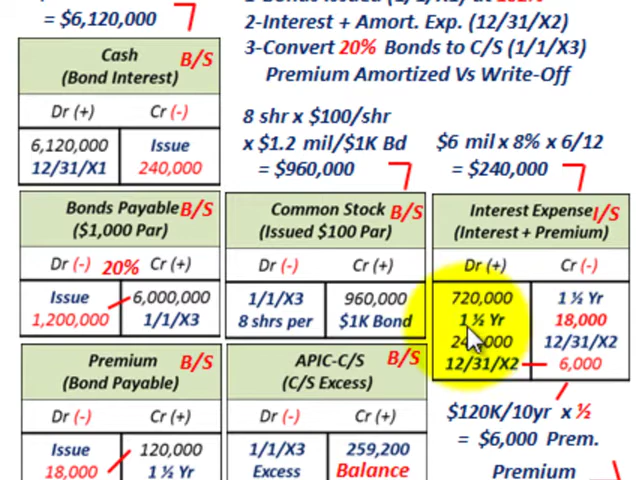 = $6,120,000
2-Interest + Amort. Exp. (12/31/X2)
3-Convert 20% Bonds to C/S (1/1/X3)
Premium Amortized Vs Write-Off
Cash B/S
(Bond Interest)
Dr (+) Cr (-)
6,120,000 Issue
12/31/X1 240,000
8 shr x $100/shr
x $1.2 mil/$1K Bd
= $960,000
$6 mil x 8% x 6/12
= $240,000
Bonds Payable B/S
($1,000 Par)
Dr (-) 20% Cr (+)
Issue 6,000,000
1,200,000 1/1/X3
Common Stock B/S
(Issued $100 Par)
Dr (-) Cr (+)
1/1/X3 960,000
8 shrs per $1K Bond
Interest Expense I/S
(Interest + Premium)
Dr (+) Cr (-)
720,000 1 ½ Yr
1 ½ Yr 18,000
12/31/X2
12/31/X2 6,000
Premium B/S
(Bond Payable)
Dr (-) Cr (+)
Issue 120,000
18,000 1 ½ Yr
APIC-C/S B/S
(C/S Excess)
Dr (-) Cr (+)
1/1/X3 259,200
Excess Balance
$120K/10yr x ½
= $6,000 Prem.
Premium